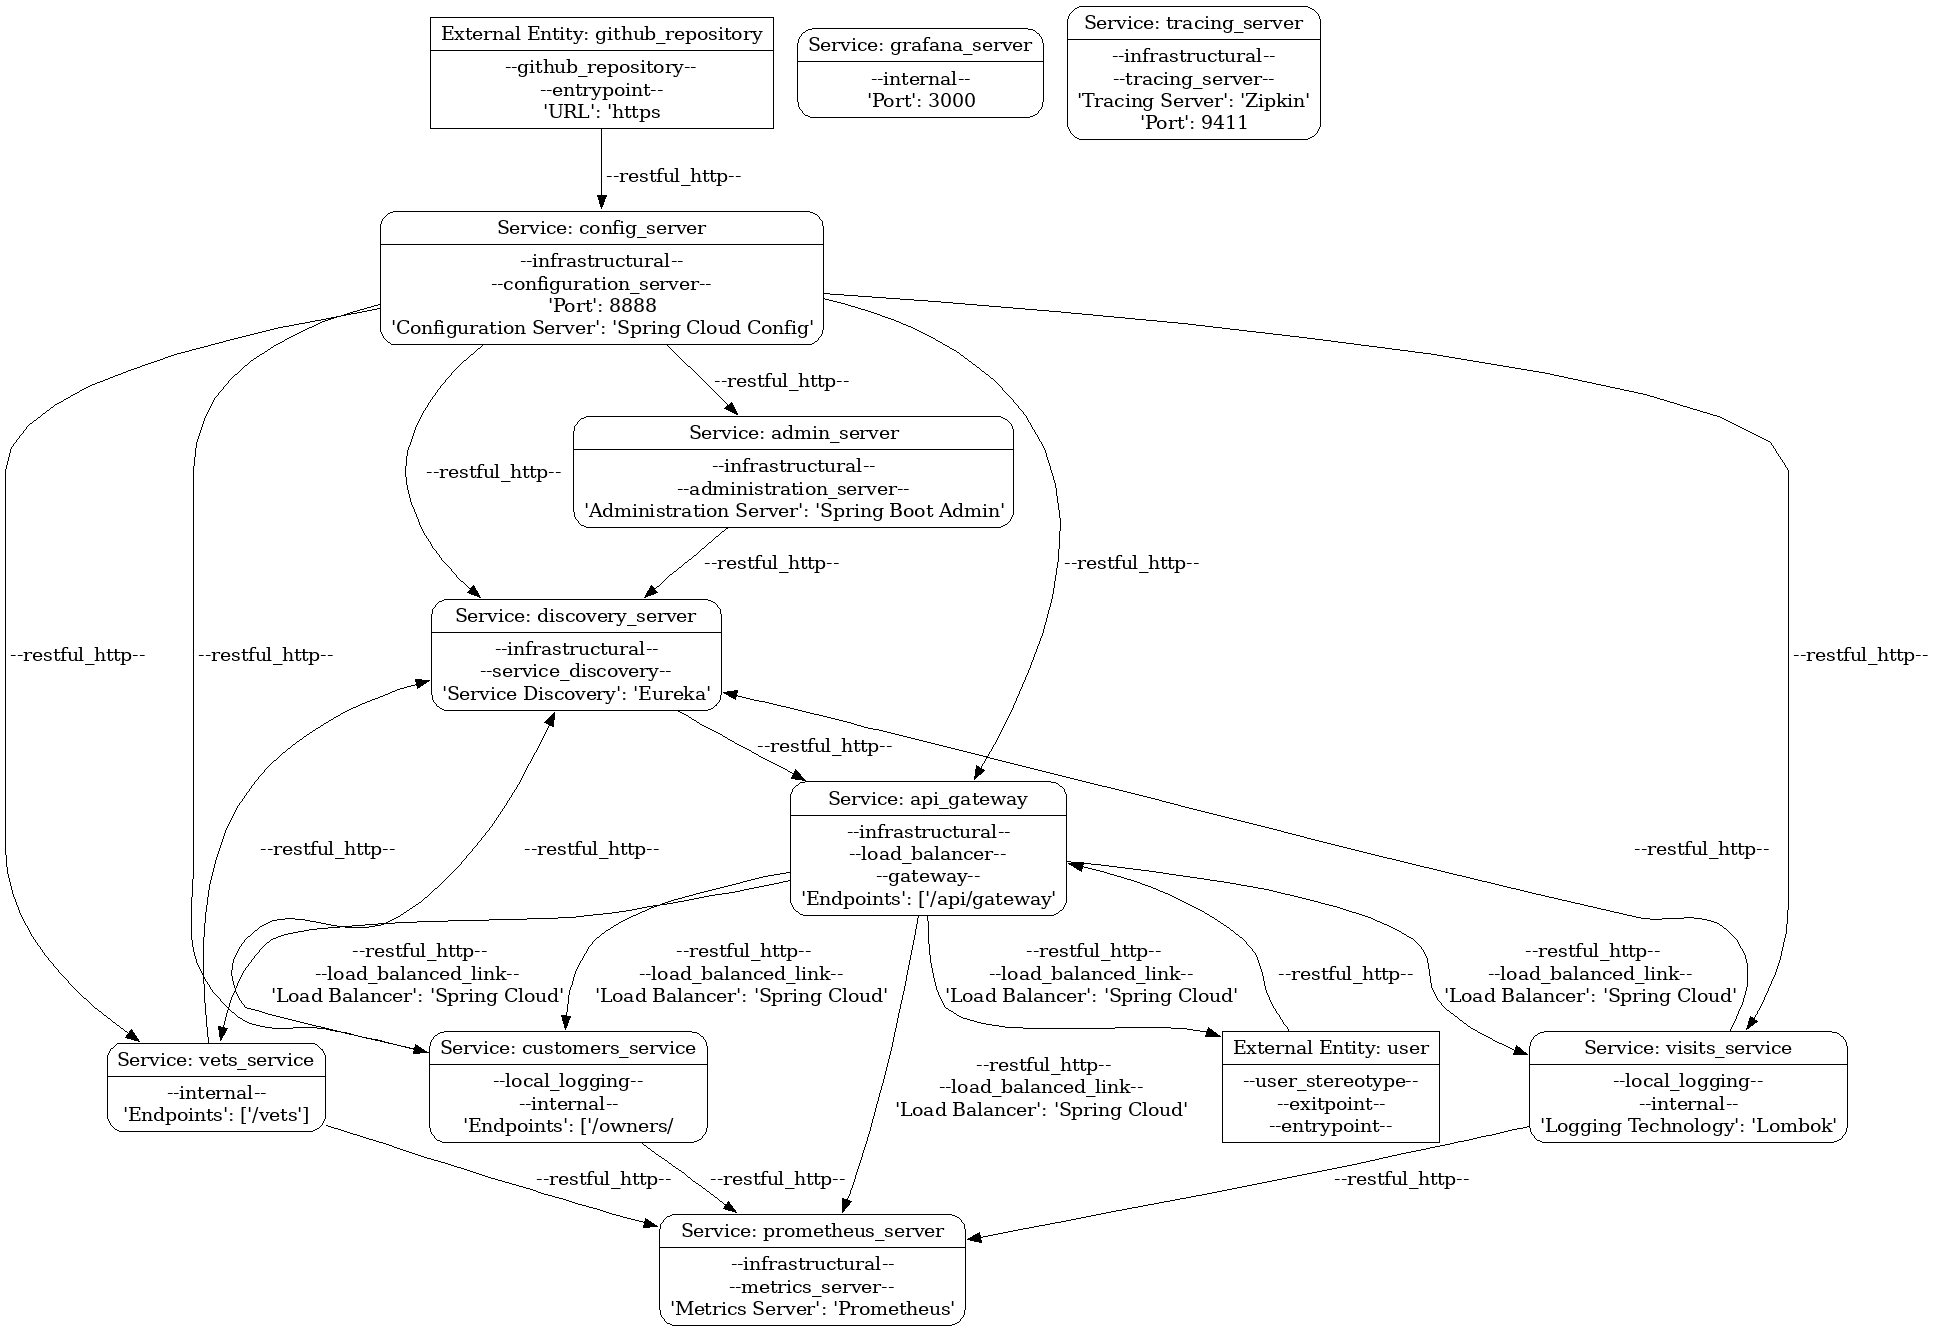 External Entity: github_repository
--github_repository--
--entrypoint--
'URL': 'https
Service: grafana_server
--internal--
'Port': 3000
Service: tracing_server
--infrastructural--
--tracing_server--
'Tracing Server': 'Zipkin'
'Port': 9411
--restful_http--
Service: config_server
--infrastructural--
--configuration_server--
'Port': 8888
'Configuration Server': 'Spring Cloud Config'
--restful_http--
Service: admin_server
--infrastructural--
--administration_server--
'Administration Server': 'Spring Boot Admin'
--restful_http--
--restful_http--
--restful_http--
Service: discovery_server
--infrastructural--
--service_discovery--
'Service Discovery': 'Eureka'
--restful_http--
--restful_http--
--restful_http--
--restful_http--
Service: api_gateway
--infrastructural--
--load_balancer--
--gateway--
'Endpoints': ['/api/gateway'
--restful_http--
--restful_http--
--restful_http--
--restful_http--
--load_balanced_link--
'Load Balancer': 'Spring Cloud'
--restful_http--
--load_balanced_link--
'Load Balancer': 'Spring Cloud'
--restful_http--
--load_balanced_link--
'Load Balancer': 'Spring Cloud'
--restful_http--
--restful_http--
--load_balanced_link--
'Load Balancer': 'Spring Cloud'
Service: vets_service
--internal--
'Endpoints': ['/vets']
Service: customers_service
--local_logging--
--internal--
'Endpoints': ['/owners/
--restful_http--
--load_balanced_link--
'Load Balancer': 'Spring Cloud'
External Entity: user
--user_stereotype--
--exitpoint--
--entrypoint--
Service: visits_service
--local_logging--
--internal--
'Logging Technology': 'Lombok'
--restful_http--
--restful_http--
--restful_http--
Service: prometheus_server
--infrastructural--
--metrics_server--
'Metrics Server': 'Prometheus'